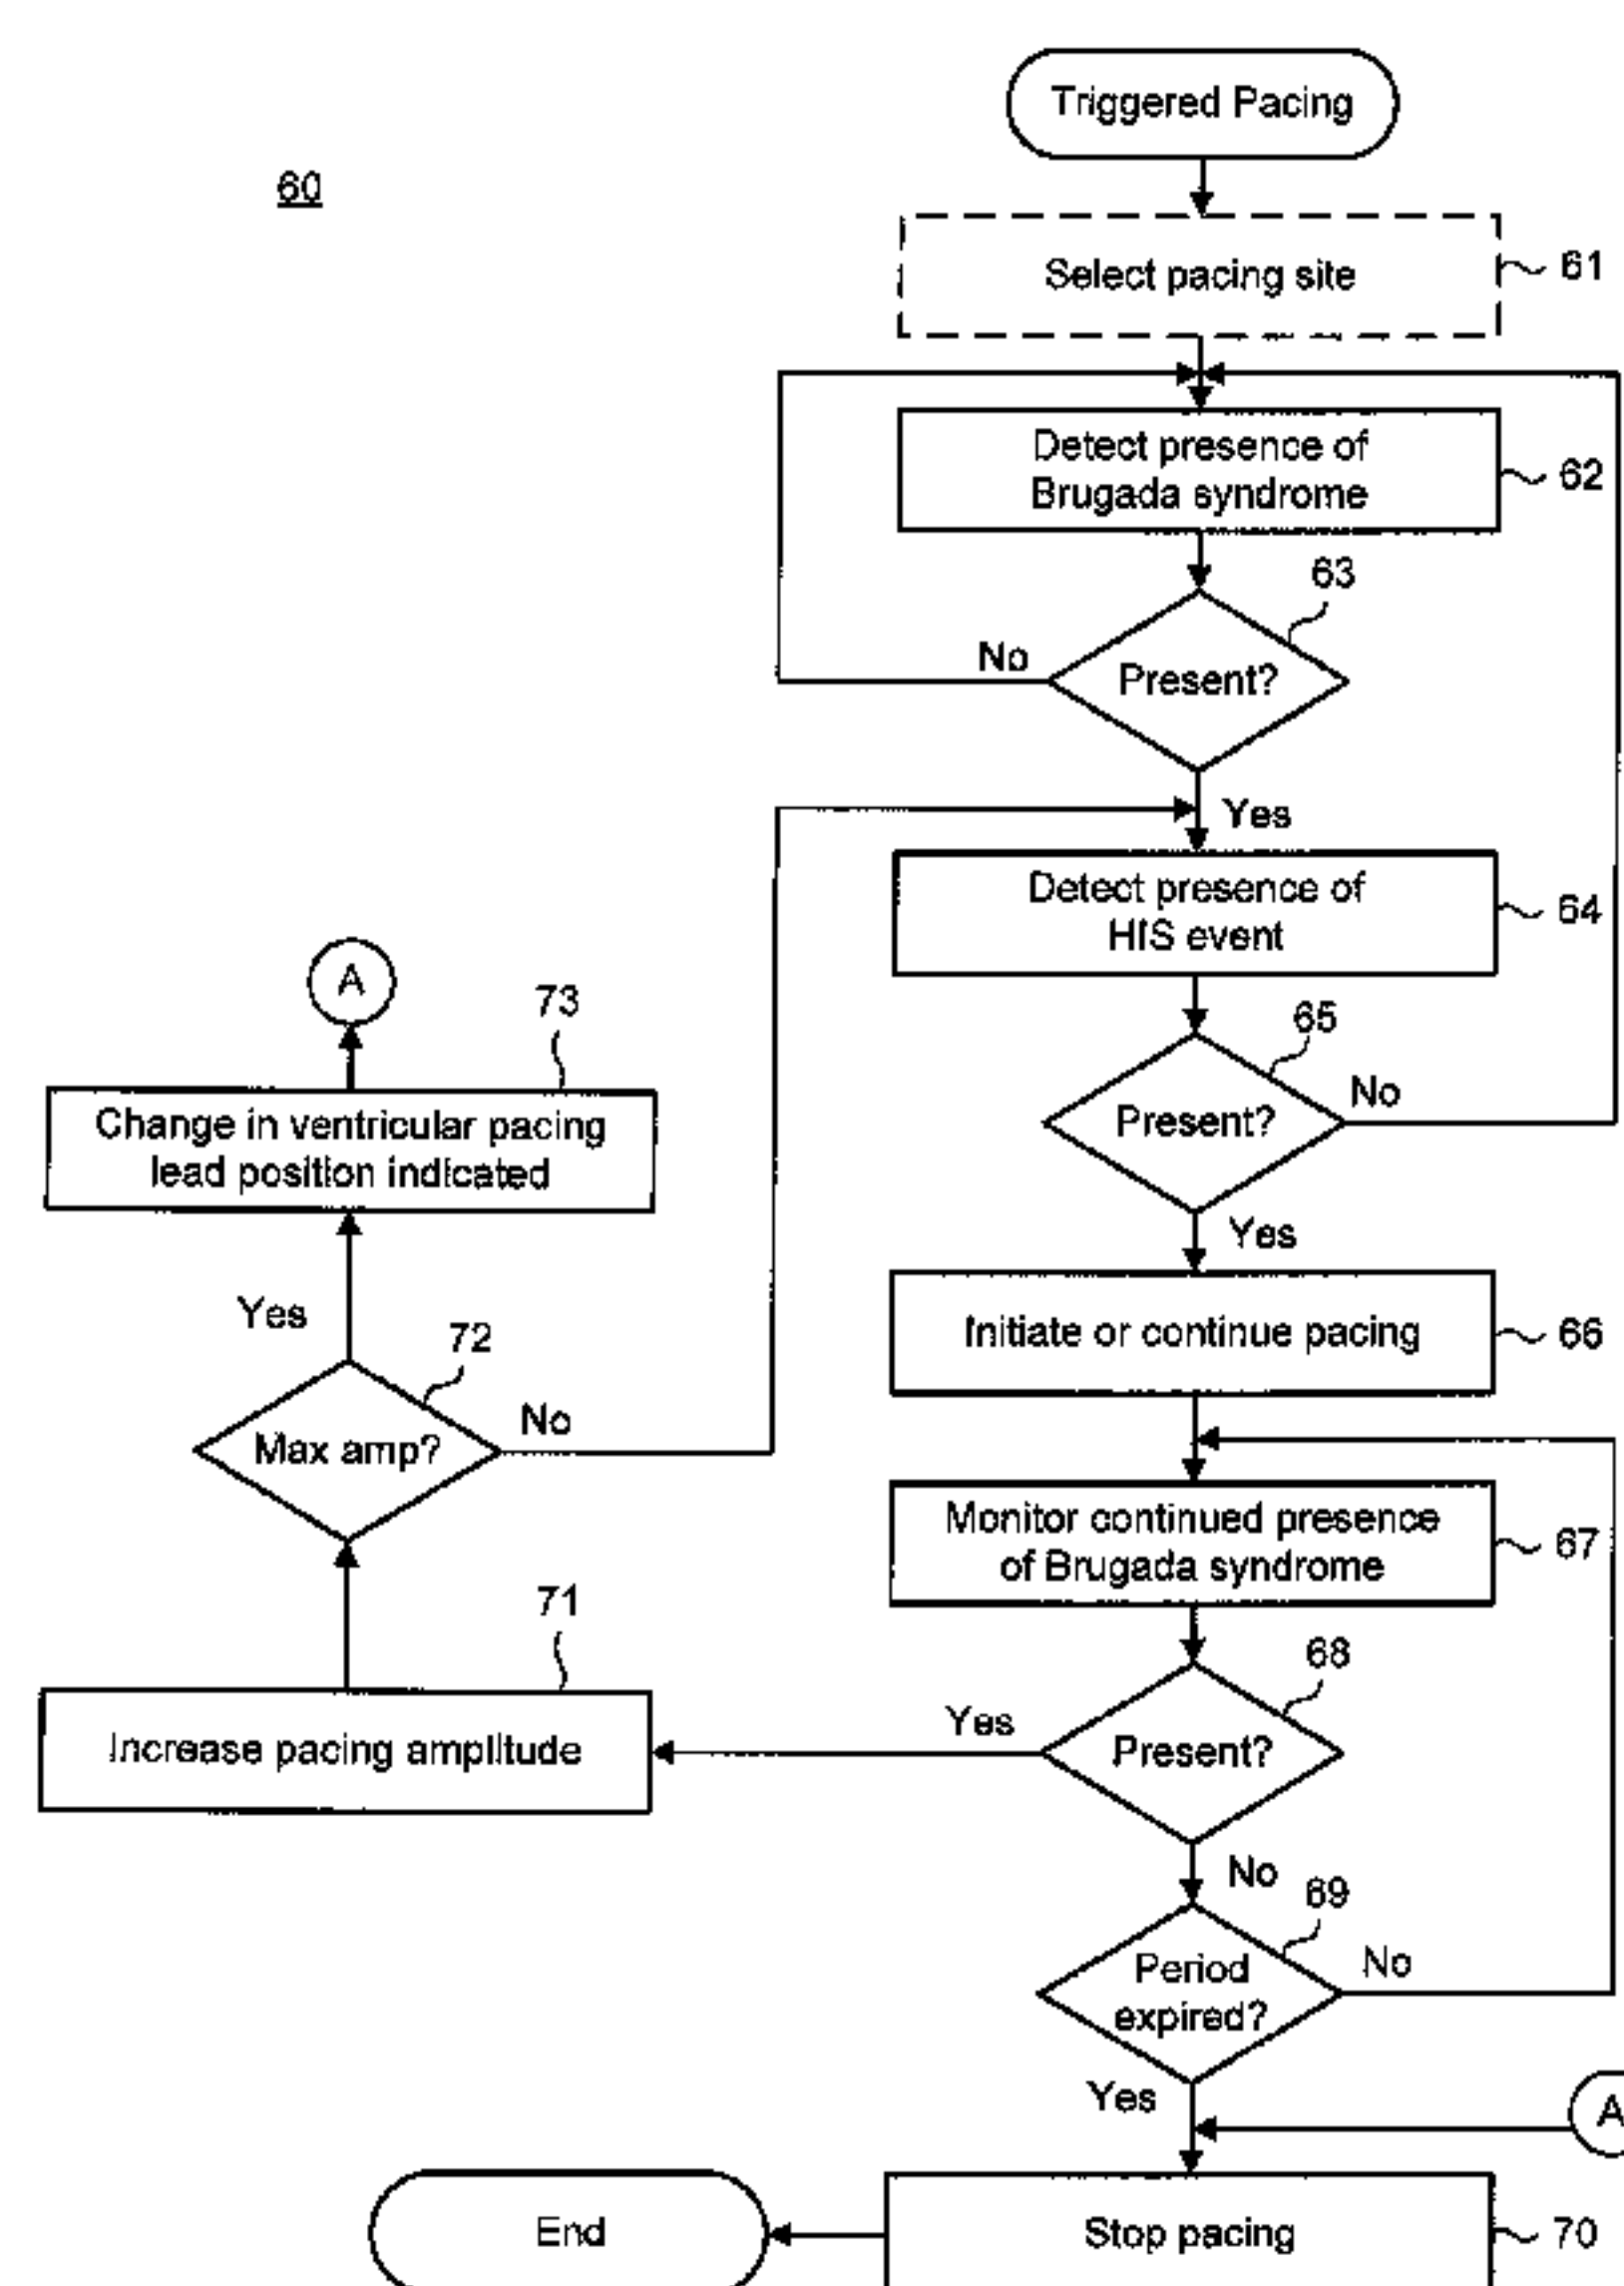 Triggered Pacing
60
Select pacing site
61
Detect presence of
Brugada syndrome
62
63
Present?
No
Yes
Detect presence of
HIS event
64
65
Present?
No
Yes
Initiate or continue pacing
66
Monitor continued presence
of Brugada syndrome
67
68
Present?
Yes
No
69
Period
expired?
No
Yes
A
Stop pacing
70
End
A
73
Change in ventricular pacing
lead position indicated
Yes
72
Max amp?
No
71
Increase pacing amplitude